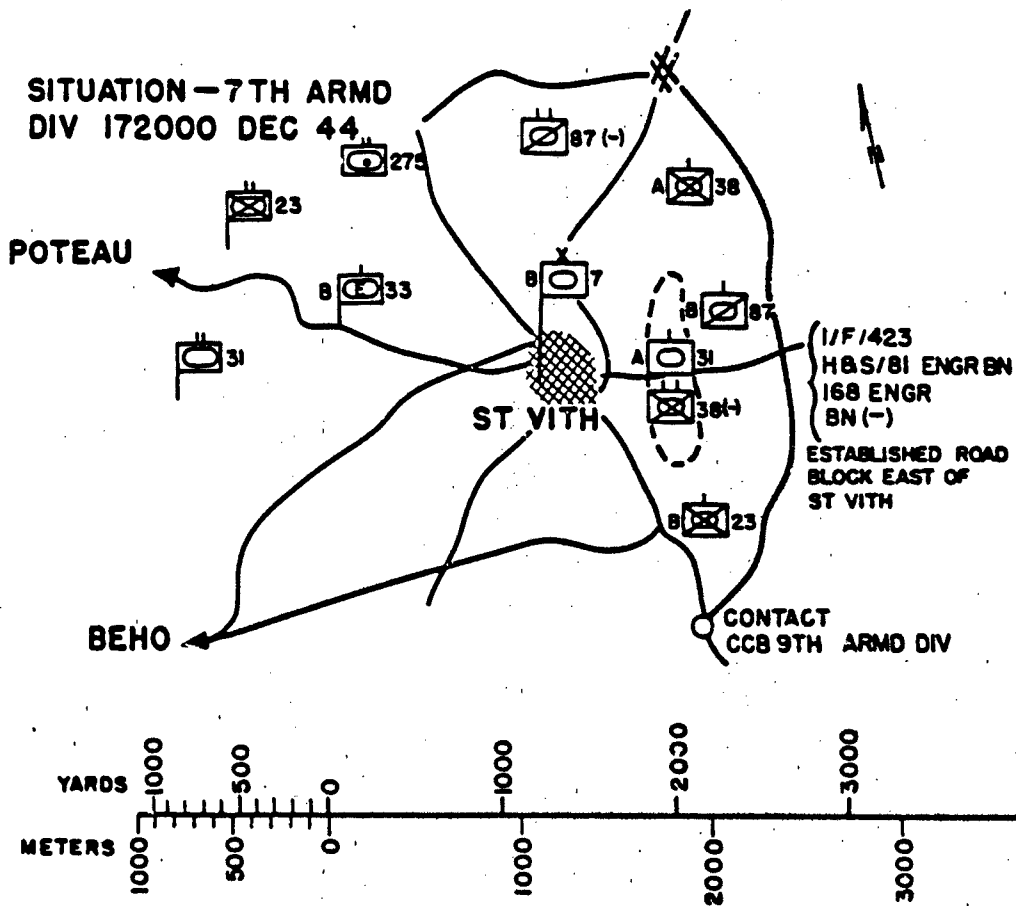 SITUATION — 7TH ARMD
DIV 172000 DEC 44
275
87 (-)
23
A 38
POTEAU
B 33
B 7
B 87
31
A 31
1/F/423
H&S/81 ENGR BN
168 ENGR
BN (-)
ST VITH
38(-)
ESTABLISHED ROAD
BLOCK EAST OF
ST VITH
B 23
N
BEHO
CONTACT
CCB 9TH ARMD DIV
YARDS 1000 500 0 1000 2000 3000
METERS 1000 500 0 1000 2000 3000